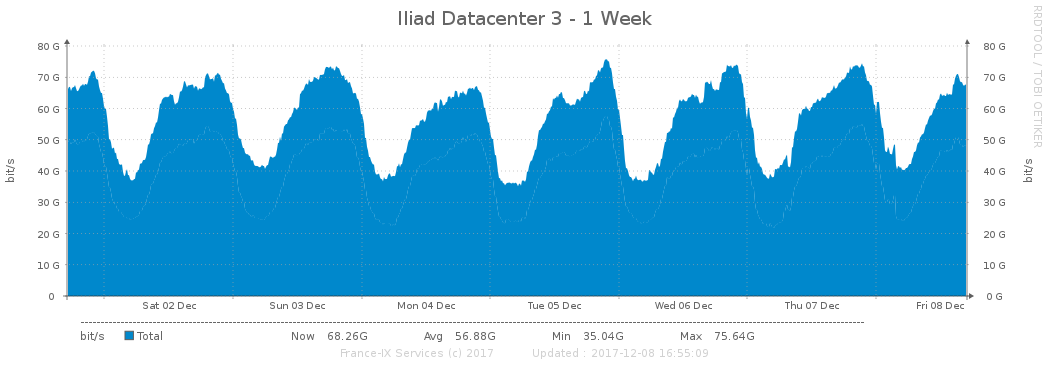 Iliad Datacenter 3 - 1 Week
RRDTOOL / TOBI OETIKER
bit/s
80 G 80 G
70 G 70 G
60 G 60 G
50 G 50 G
40 G 40 G
30 G 30 G
20 G 20 G
10 G 10 G
0 0 G
bit/s
Sat 02 Dec Sun 03 Dec Mon 04 Dec Tue 05 Dec Wed 06 Dec Thu 07 Dec Fri 08 Dec
bit/s Total Now 68.26G Avg 56.88G Min 35.04G Max 75.64G
France-IX Services (c) 2017 Updated : 2017-12-08 16:55:09